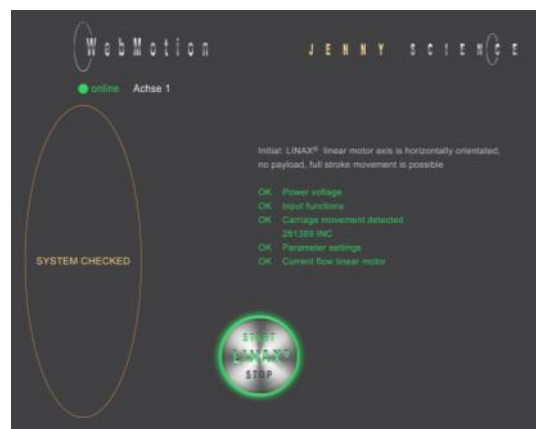 WebMotion
JENNY SCIENCE
online Achse 1
Initial: LINAX® linear motor axis is horizontally orientated,
no payload, full stroke movement is possible
OK Power voltage
OK Input functions
OK Carriage movement detected
281389 INC
OK Parameter settings
OK Current flow linear motor
SYSTEM CHECKED
START
LINAX®
STOP